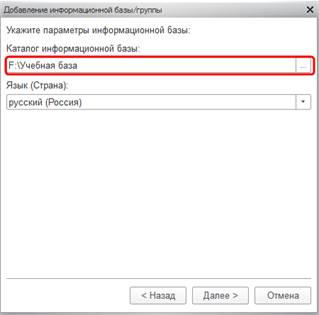 Добавление информационной базы/группы
Укажите параметры информационной базы:
Каталог информационной базы:
F:\Учебная база
...
Язык (Страна):
русский (Россия)
< Назад Далее > Отмена